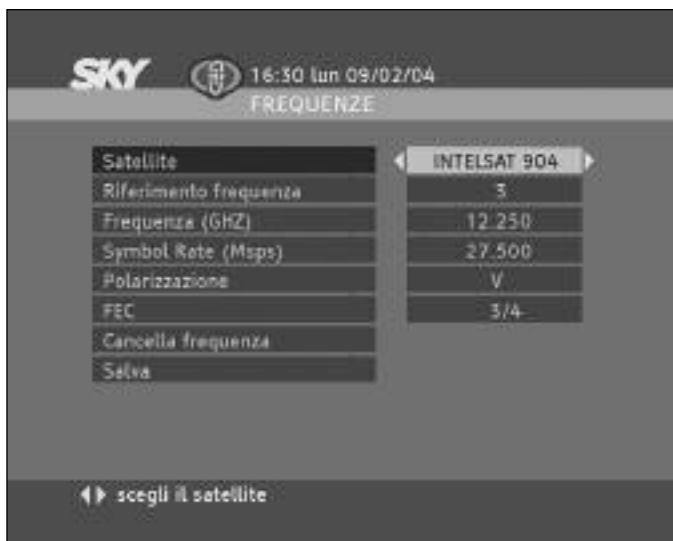 SKY 16:30 lun 09/02/04
FREQUENZE
Satellite INTELSAT 904
Riferimento frequenza 3
Frequenza (GHZ) 12.250
Symbol Rate (Msps) 27.500
Polarizzazione V
FEC 3/4
Cancella frequenza
Salva
scegli il satellite